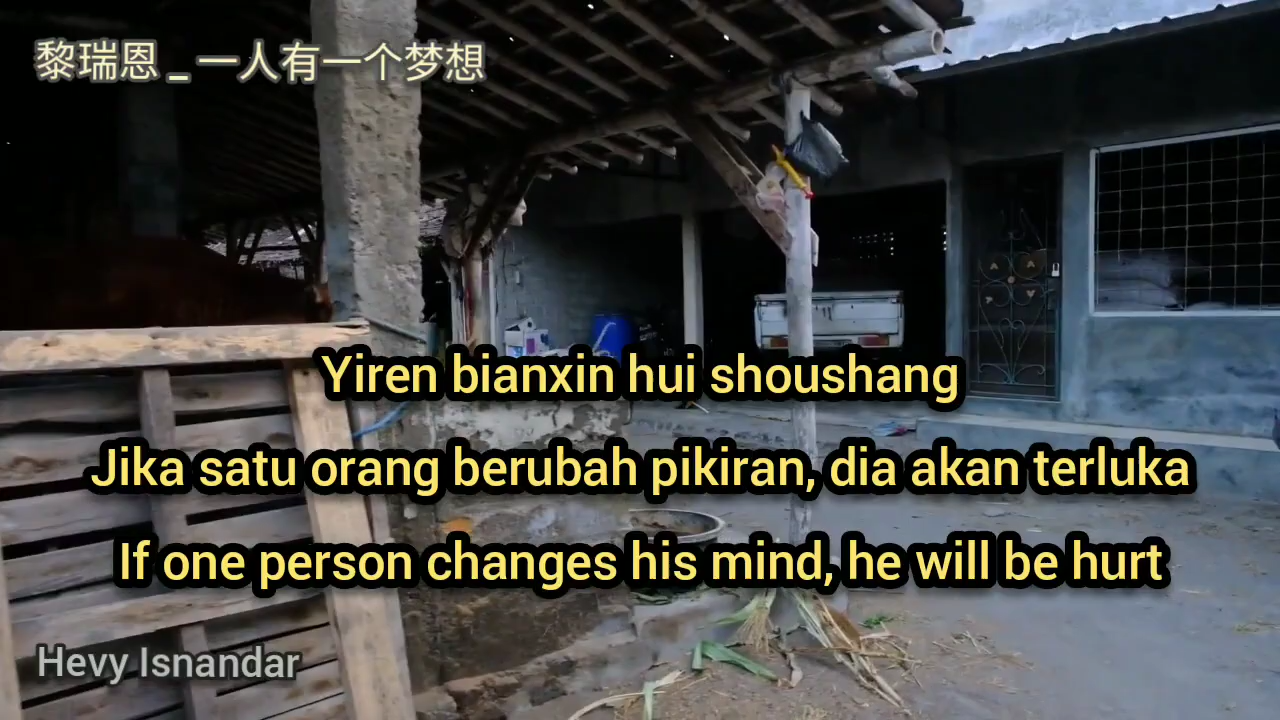 黎瑞恩 _ 一人有一个梦想
Yiren bianxin hui shoushang
Jika satu orang berubah pikiran, dia akan terluka
If one person changes his mind, he will be hurt
Hevy Isnandar